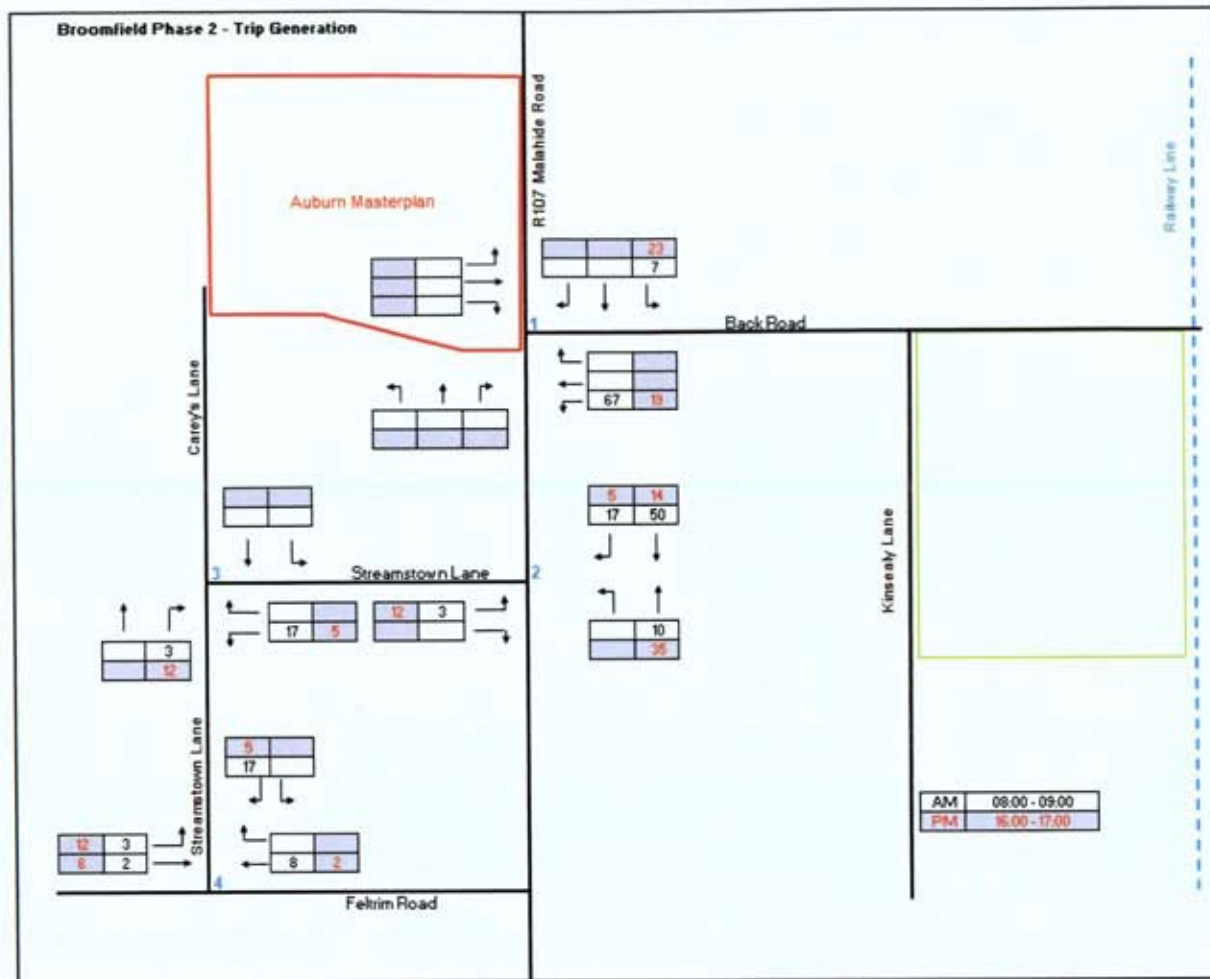 Broomfield Phase 2 - Trip Generation
R107 Malahide Road
Railway Line
Auburn Masterplan
23
7
1
Back Road
Carey's Lane
67 19
5 14
17 50
Kinsealy Lane
3
Streamstown Lane
2
17 5
12 3
10
35
3
12
Streamstown Lane
5
17
AM 08:00 - 09:00
PM 16:00 - 17:00
12 3
8 2
8 2
4
Feltrim Road